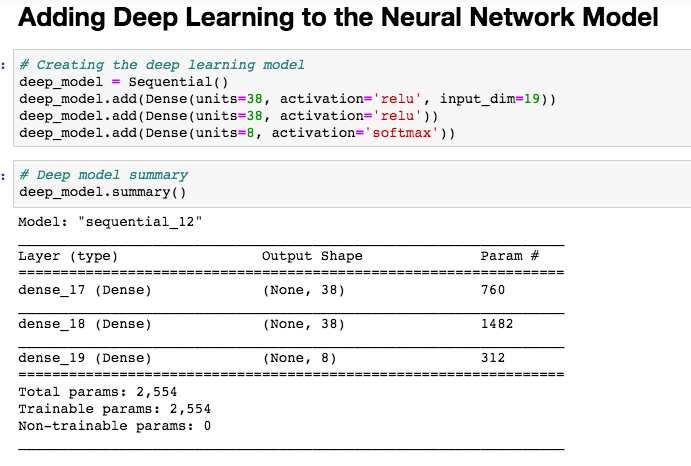 Adding Deep Learning to the Neural Network Model
: # Creating the deep learning model
deep_model = Sequential()
deep_model.add(Dense(units=38, activation='relu', input_dim=19))
deep_model.add(Dense(units=38, activation='relu'))
deep_model.add(Dense(units=8, activation='softmax'))
: # Deep model summary
deep_model.summary()
Model: "sequential_12"
_________________________________________________________________
Layer (type) Output Shape Param #
=================================================================
dense_17 (Dense) (None, 38) 760
_________________________________________________________________
dense_18 (Dense) (None, 38) 1482
_________________________________________________________________
dense_19 (Dense) (None, 8) 312
=================================================================
Total params: 2,554
Trainable params: 2,554
Non-trainable params: 0
_________________________________________________________________